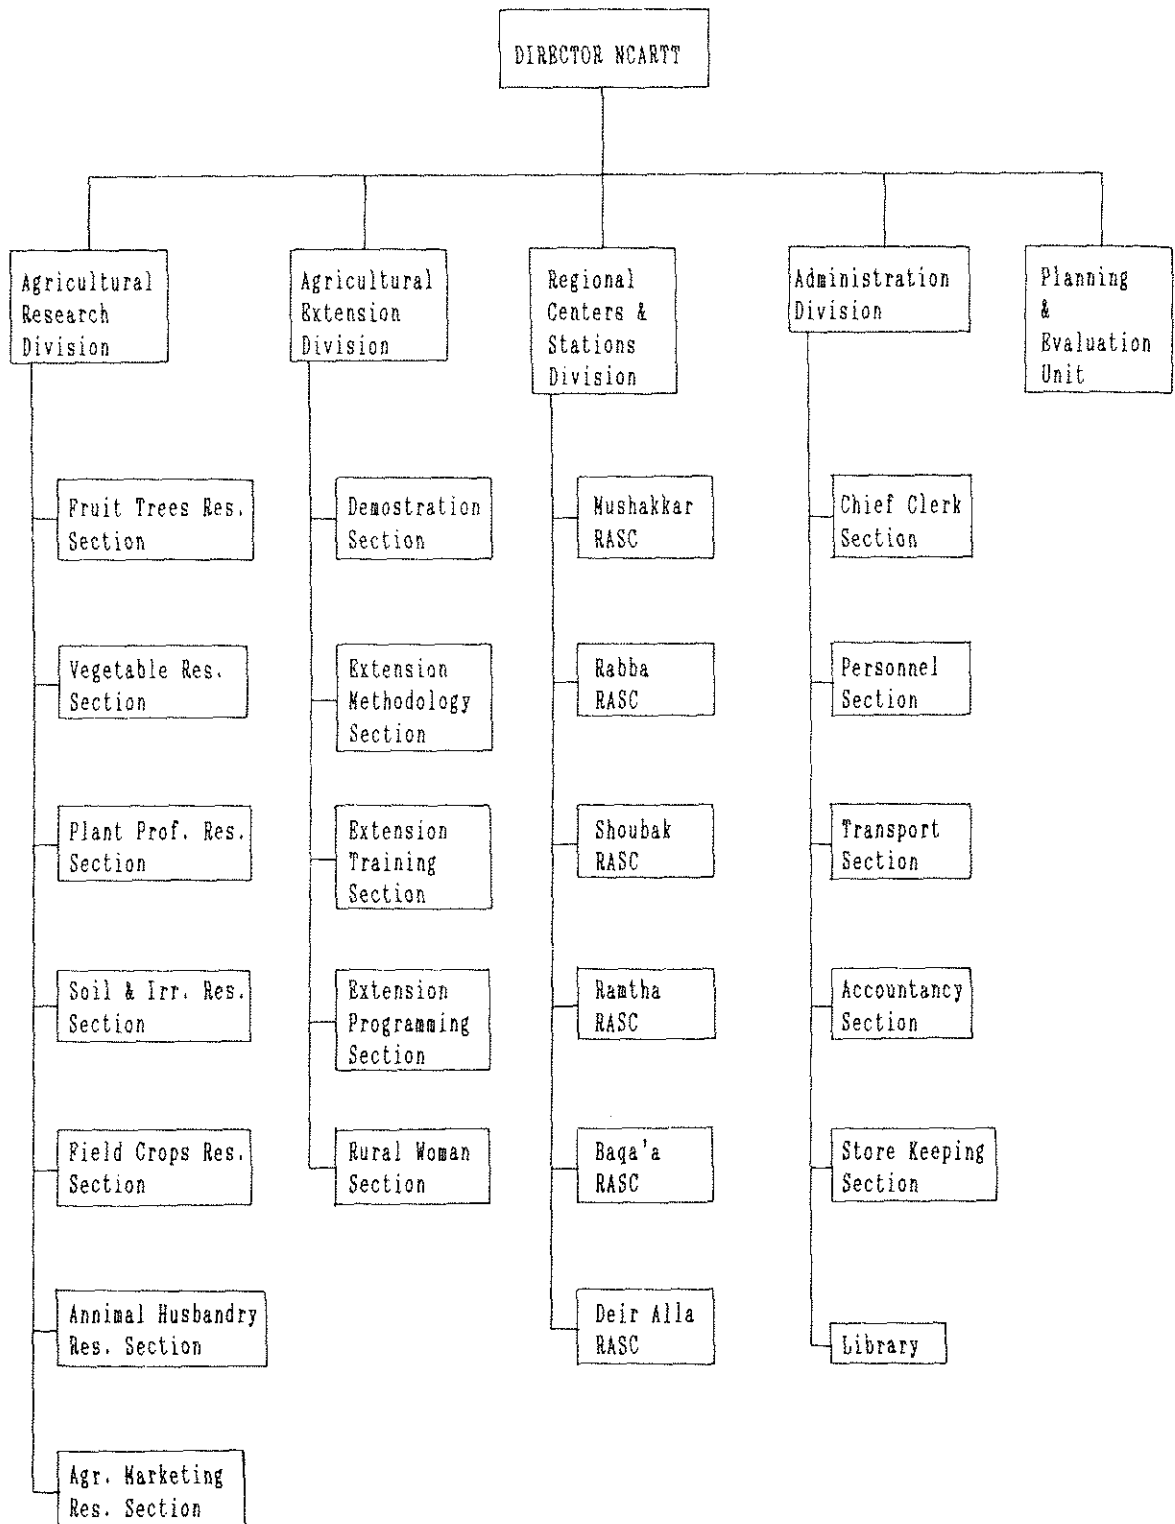 DIRECTOR NCARTT
Agricultural
Research
Division
Agricultural
Extension
Division
Regional
Centers &
Stations
Division
Administration
Division
Planning
&
Evaluation
Unit
Fruit Trees Res.
Section
Vegetable Res.
Section
Plant Prof. Res.
Section
Soil & Irr. Res.
Section
Field Crops Res.
Section
Annimal Husbandry
Res. Section
Agr. Marketing
Res. Section
Demostration
Section
Extension
Methodology
Section
Extension
Training
Section
Extension
Programming
Section
Rural Woman
Section
Mushakkar
RASC
Rabba
RASC
Shoubak
RASC
Ramtha
RASC
Baqa'a
RASC
Deir Alla
RASC
Chief Clerk
Section
Personnel
Section
Transport
Section
Accountancy
Section
Store Keeping
Section
Library